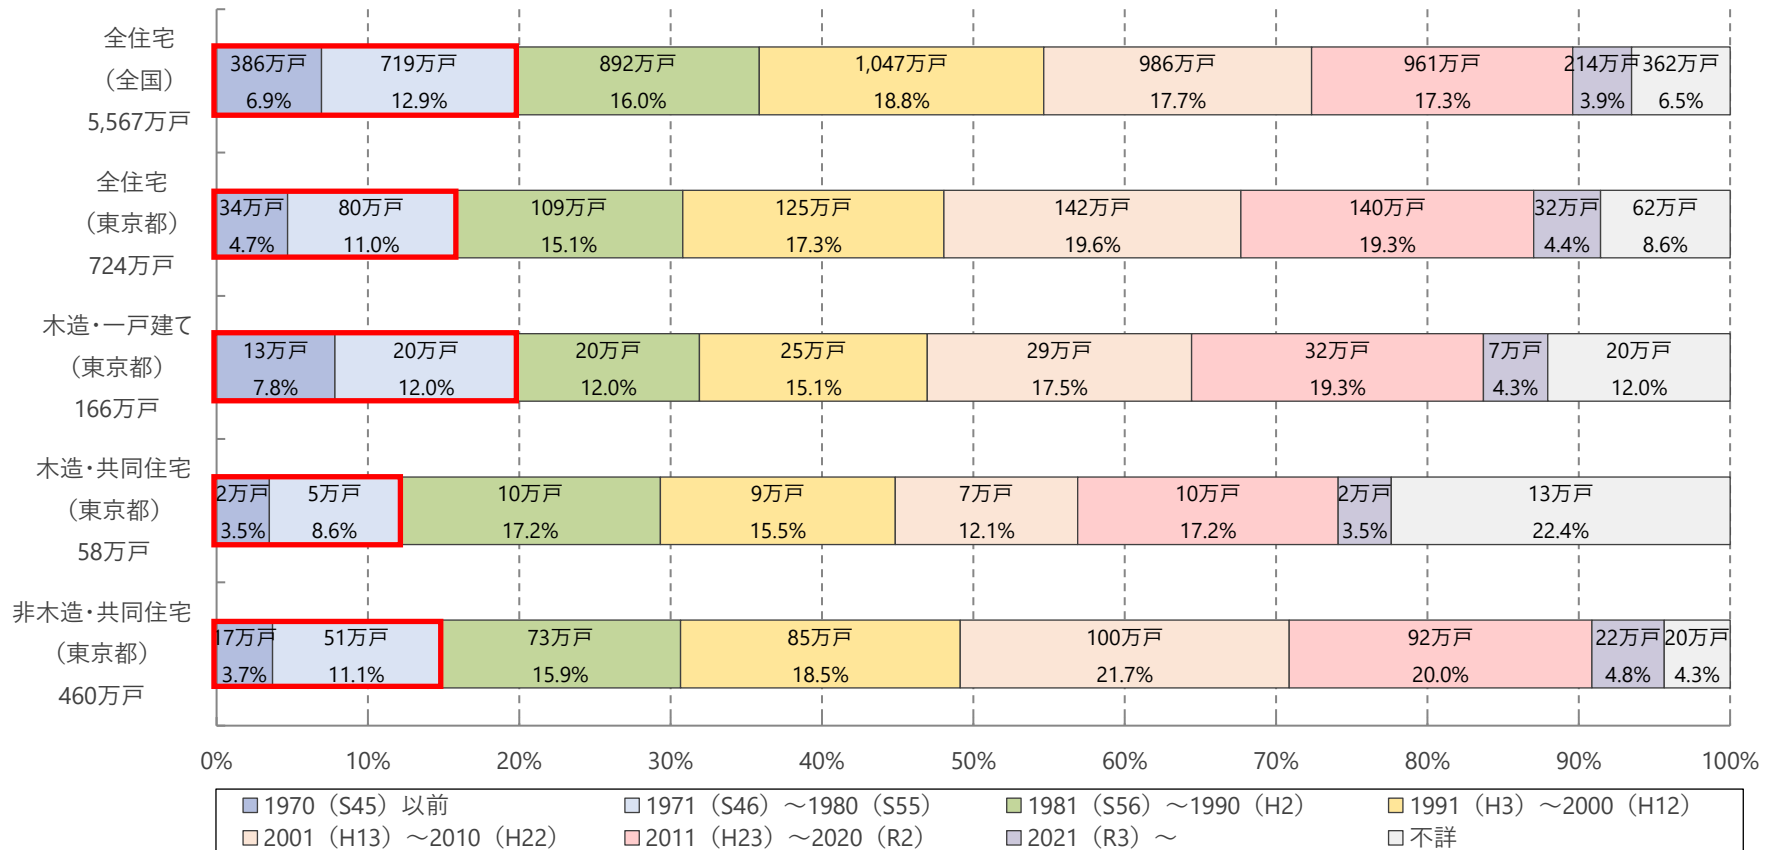 全住宅
（全国）
5,567万戸
386万戸 719万戸 892万戸 1,047万戸 986万戸 961万戸 214万戸 362万戸
6.9% 12.9% 16.0% 18.8% 17.7% 17.3% 3.9% 6.5%
全住宅
（東京都）
724万戸
34万戸 80万戸 109万戸 125万戸 142万戸 140万戸 32万戸 62万戸
4.7% 11.0% 15.1% 17.3% 19.6% 19.3% 4.4% 8.6%
木造・一戸建て
（東京都）
166万戸
13万戸 20万戸 20万戸 25万戸 29万戸 32万戸 7万戸 20万戸
7.8% 12.0% 12.0% 15.1% 17.5% 19.3% 4.3% 12.0%
木造・共同住宅
（東京都）
58万戸
2万戸 5万戸 10万戸 9万戸 7万戸 10万戸 2万戸 13万戸
3.5% 8.6% 17.2% 15.5% 12.1% 17.2% 3.5% 22.4%
非木造・共同住宅
（東京都）
460万戸
17万戸 51万戸 73万戸 85万戸 100万戸 92万戸 22万戸 20万戸
3.7% 11.1% 15.9% 18.5% 21.7% 20.0% 4.8% 4.3%
0% 10% 20% 30% 40% 50% 60% 70% 80% 90% 100%
1970（S45）以前 1971（S46）～1980（S55） 1981（S56）～1990（H2） 1991（H3）～2000（H12）
2001（H13）～2010（H22） 2011（H23）～2020（R2） 2021（R3）～ 不詳